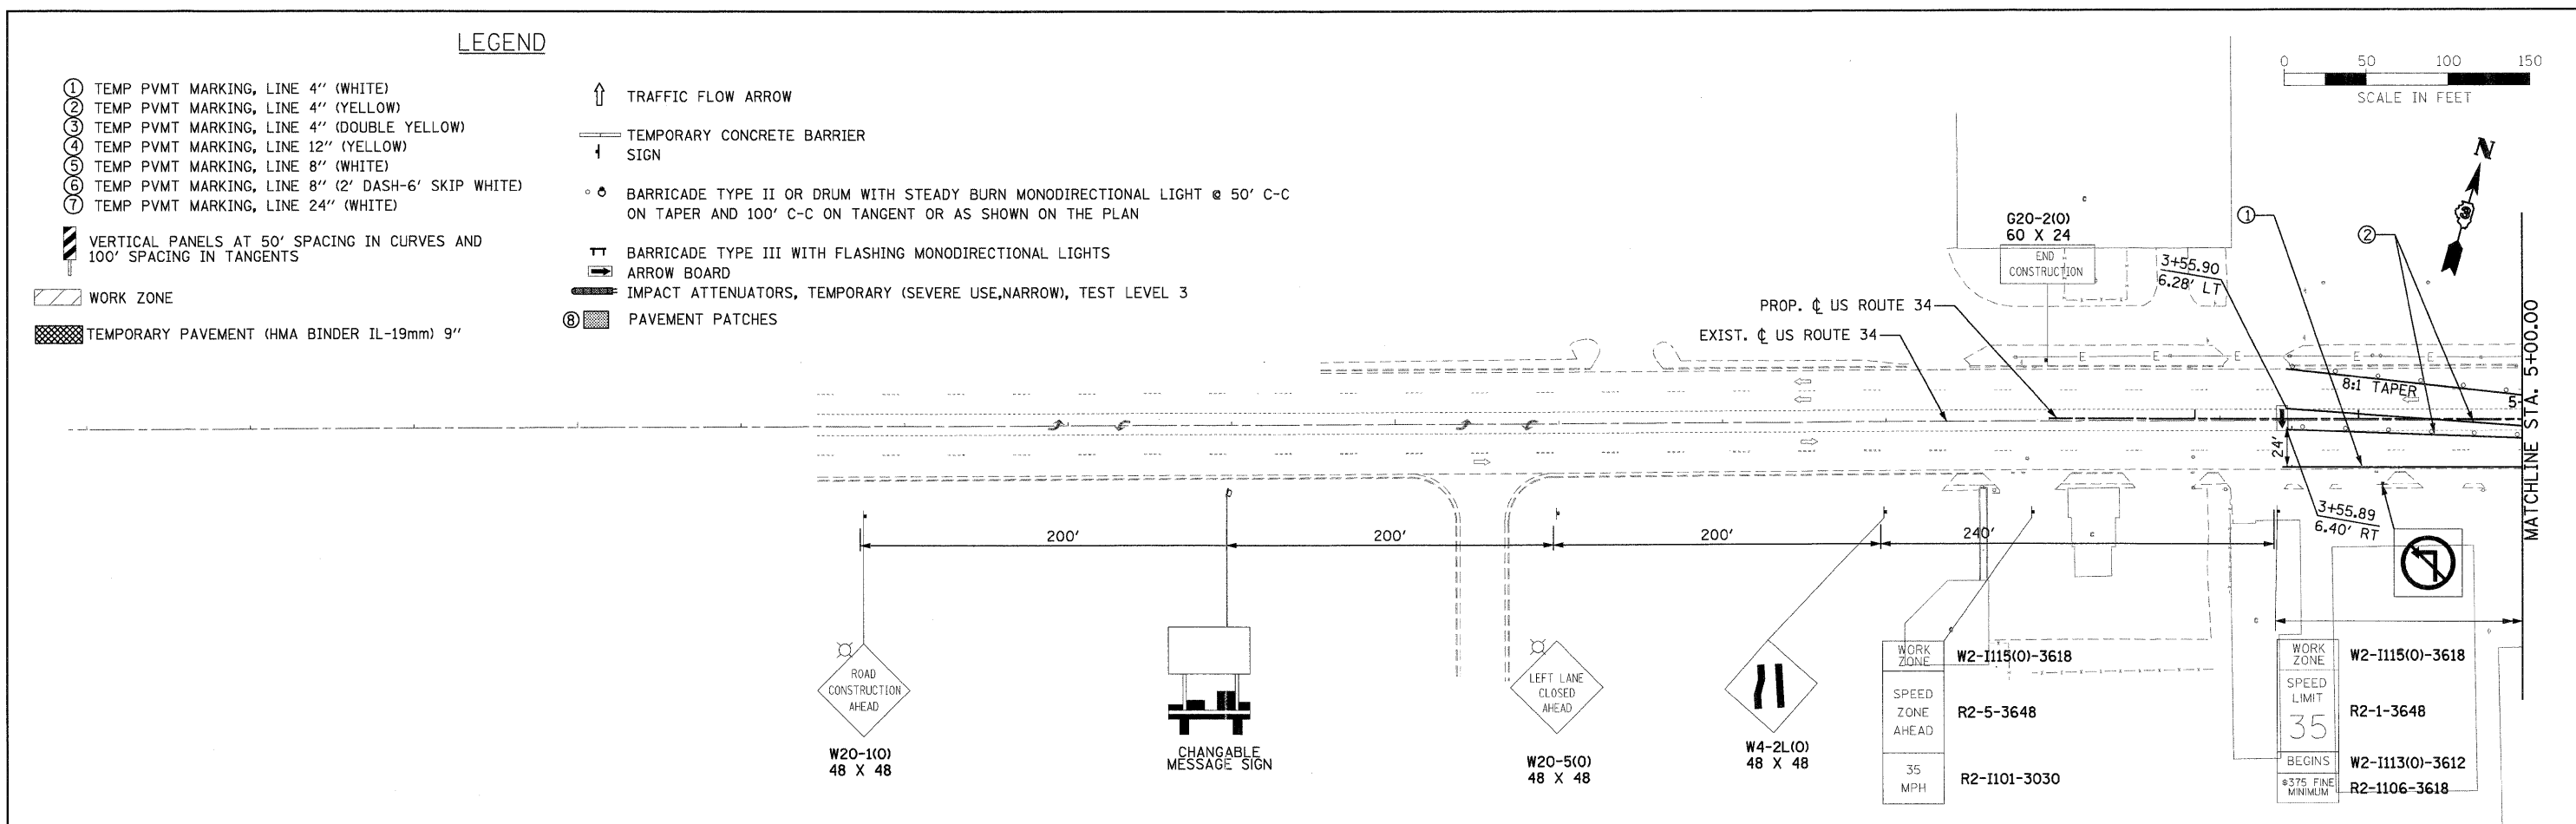 LEGEND
① TEMP PVMT MARKING, LINE 4'' (WHITE)
② TEMP PVMT MARKING, LINE 4'' (YELLOW)
③ TEMP PVMT MARKING, LINE 4'' (DOUBLE YELLOW)
④ TEMP PVMT MARKING, LINE 12'' (YELLOW)
⑤ TEMP PVMT MARKING, LINE 8'' (WHITE)
⑥ TEMP PVMT MARKING, LINE 8'' (2' DASH-6' SKIP WHITE)
⑦ TEMP PVMT MARKING, LINE 24'' (WHITE)
VERTICAL PANELS AT 50' SPACING IN CURVES AND
100' SPACING IN TANGENTS
WORK ZONE
TEMPORARY PAVEMENT (HMA BINDER IL-19mm) 9''
TRAFFIC FLOW ARROW
TEMPORARY CONCRETE BARRIER
SIGN
BARRICADE TYPE II OR DRUM WITH STEADY BURN MONODIRECTIONAL LIGHT @ 50' C-C
ON TAPER AND 100' C-C ON TANGENT OR AS SHOWN ON THE PLAN
BARRICADE TYPE III WITH FLASHING MONODIRECTIONAL LIGHTS
ARROW BOARD
IMPACT ATTENUATORS, TEMPORARY (SEVERE USE,NARROW), TEST LEVEL 3
⑧ PAVEMENT PATCHES
0 50 100 150
SCALE IN FEET
N
3
①
②
G20-2(O)
60 X 24
END
CONSTRUCTION
3+55.90
6.28' LT
PROP. ℄ US ROUTE 34
EXIST. ℄ US ROUTE 34
E E E E E
8:1 TAPER
5
24'
3+55.89
6.40' RT
MATCHLINE STA. 5+00.00
200'
200'
200'
240'
ROAD
CONSTRUCTION
AHEAD
W20-1(O)
48 X 48
CHANGABLE
MESSAGE SIGN
LEFT LANE
CLOSED
AHEAD
W20-5(O)
48 X 48
W4-2L(O)
48 X 48
WORK
ZONE
W2-I115(O)-3618
SPEED
ZONE
AHEAD
R2-5-3648
35
MPH
R2-I101-3030
WORK
ZONE
W2-I115(O)-3618
SPEED
LIMIT
35
R2-1-3648
BEGINS
W2-I113(O)-3612
$375 FINE
MINIMUM
R2-1106-3618